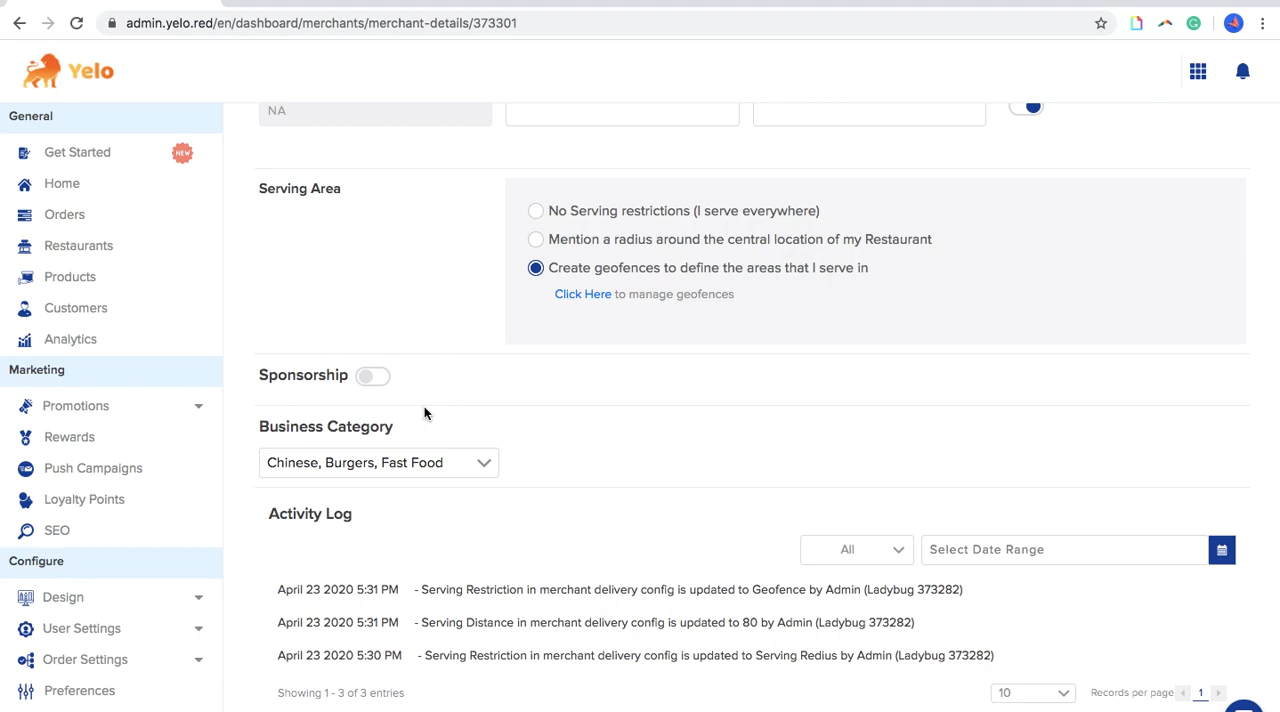 admin.yelo.red/en/dashboard/merchants/merchant-details/373301
Yelo
General
Get Started
NEW
Home
Orders
Restaurants
Products
Customers
Analytics
Marketing
Promotions
Rewards
Push Campaigns
Loyalty Points
SEO
Configure
Design
User Settings
Order Settings
Preferences
NA
Serving Area
No Serving restrictions (I serve everywhere)
Mention a radius around the central location of my Restaurant
Create geofences to define the areas that I serve in
Click Here to manage geofences
Sponsorship
Business Category
Chinese, Burgers, Fast Food
Activity Log
All
Select Date Range
April 23 2020 5:31 PM - Serving Restriction in merchant delivery config is updated to Geofence by Admin (Ladybug 373282)
April 23 2020 5:31 PM - Serving Distance in merchant delivery config is updated to 80 by Admin (Ladybug 373282)
April 23 2020 5:30 PM - Serving Restriction in merchant delivery config is updated to Serving Redius by Admin (Ladybug 373282)
Showing 1 - 3 of 3 entries
10
Records per page
1